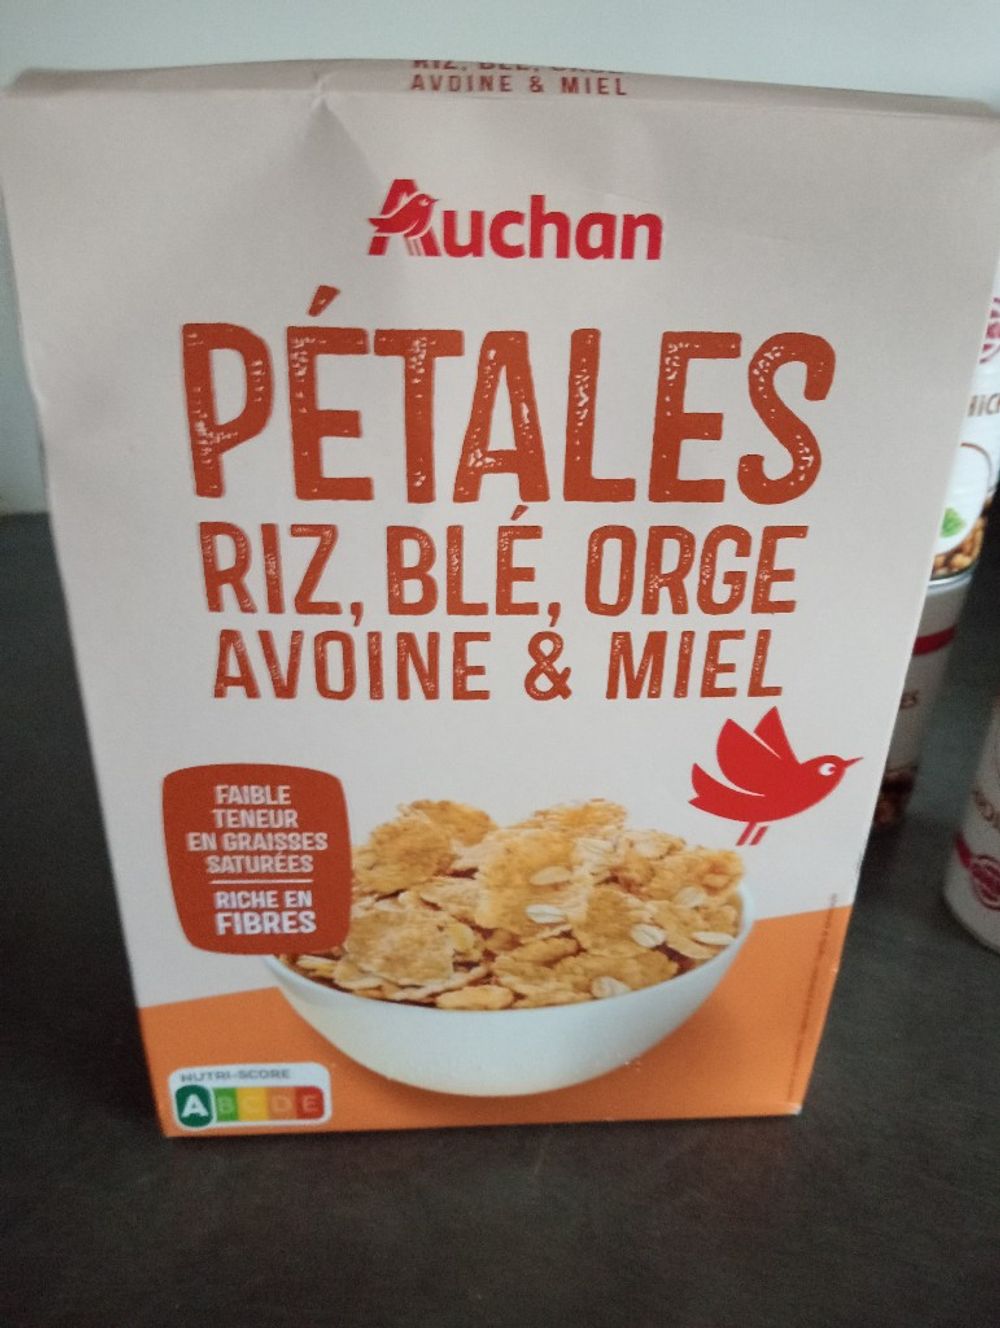 AVOINE & MIEL
Auchan
PÉTALES
RIZ, BLÉ, ORGE
AVOINE & MIEL
FAIBLE
TENEUR
EN GRAISSES
SATURÉES
RICHE EN
FIBRES
NUTRI-SCORE
A B C D E